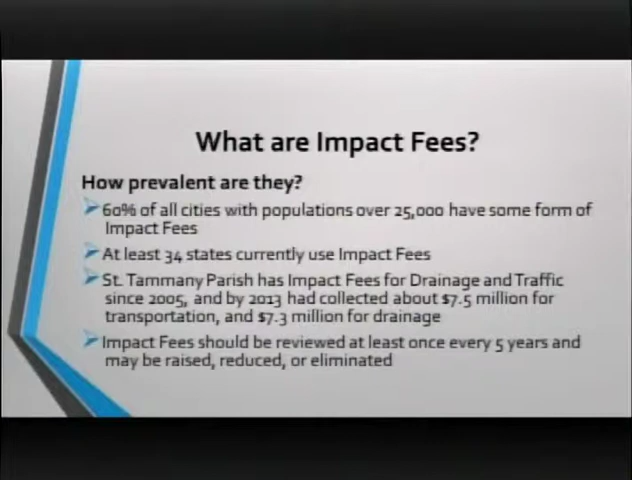 What are Impact Fees?
How prevalent are they?
60% of all cities with populations over 25,000 have some form of
Impact Fees
At least 34 states currently use Impact Fees
St. Tammany Parish has Impact Fees for Drainage and Traffic
since 2005, and by 2013 had collected about $7.5 million for
transportation, and $7.3 million for drainage
Impact Fees should be reviewed at least once every 5 years and
may be raised, reduced, or eliminated